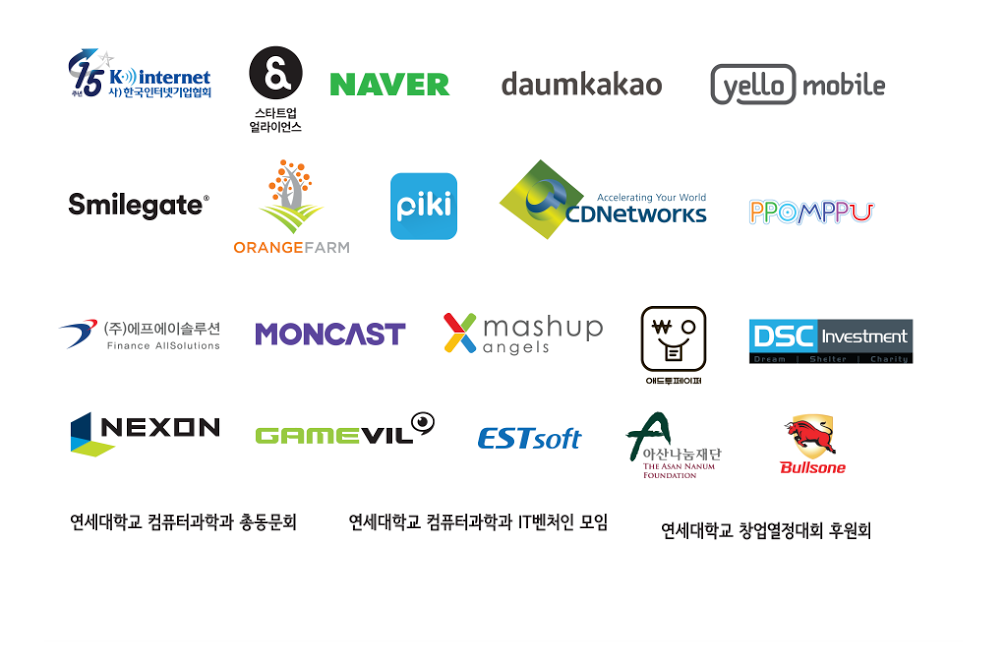 15 주년 K internet
사) 한국인터넷기업협회
&
스타트업
얼라이언스
NAVER
daumkakao
yello mobile
Smilegate®
ORANGEFARM
piki
Accelerating Your World
CDNetworks
PPOMPPU
(주)에프에이솔루션
Finance AllSolutions
MONCAST
mashup
angels
₩
애드투페이퍼
DSC Investment
Dream | Shelter | Charity
NEXON
GAMEVIL
ESTsoft
아산나눔재단
THE ASAN NANUM
FOUNDATION
Bullsone
연세대학교 컴퓨터과학과 총동문회
연세대학교 컴퓨터과학과 IT벤처인 모임
연세대학교 창업열정대회 후원회